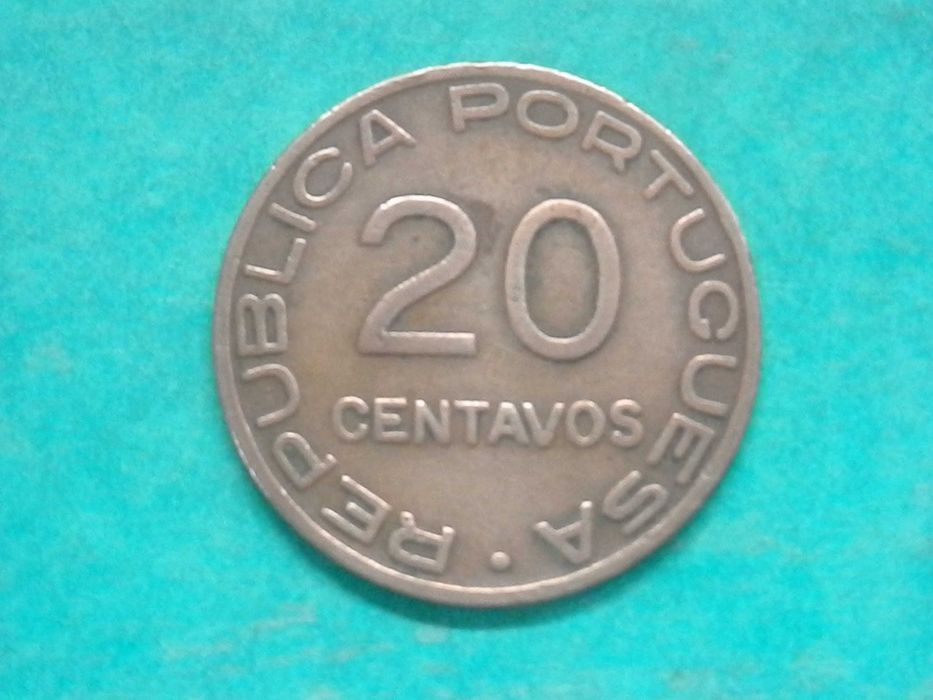 REPUBLICA PORTUGUESA •
20
CENTAVOS